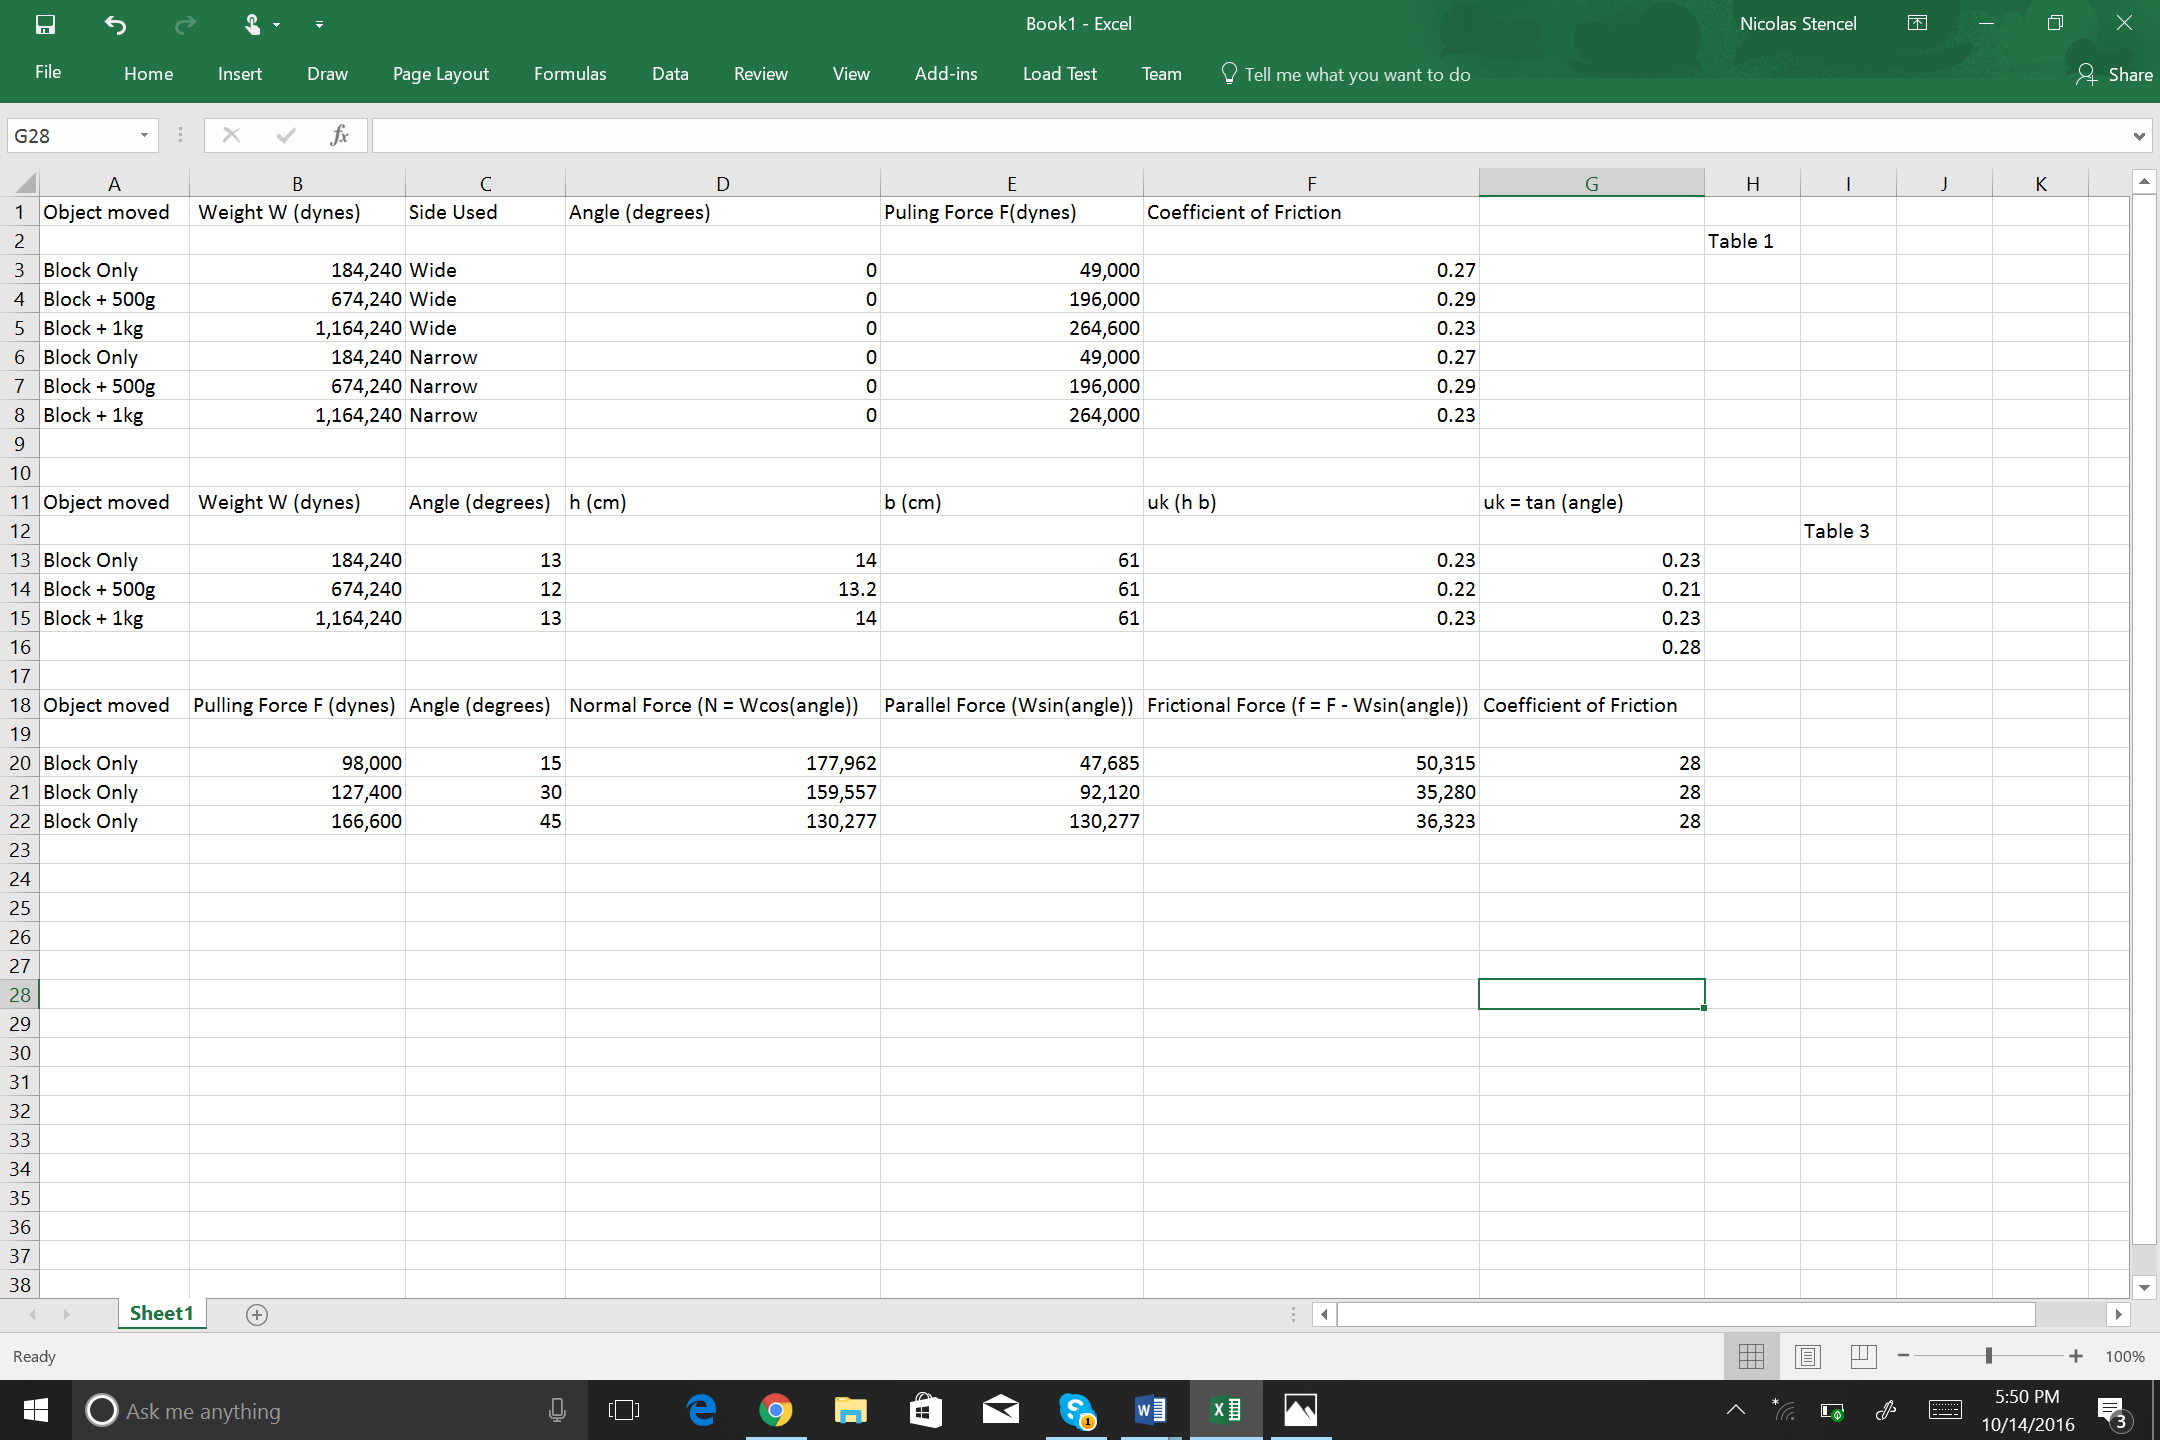 Book1 - Excel
Nicolas Stencel
File Home Insert Draw Page Layout Formulas Data Review View Add-ins Load Test Team Tell me what you want to do Share
G28 fx
A B C D E F G H I J K
1 Object moved Weight W (dynes) Side Used Angle (degrees) Puling Force F(dynes) Coefficient of Friction
2 Table 1
3 Block Only 184,240 Wide 0 49,000 0.27
4 Block + 500g 674,240 Wide 0 196,000 0.29
5 Block + 1kg 1,164,240 Wide 0 264,600 0.23
6 Block Only 184,240 Narrow 0 49,000 0.27
7 Block + 500g 674,240 Narrow 0 196,000 0.29
8 Block + 1kg 1,164,240 Narrow 0 264,000 0.23
9
10
11 Object moved Weight W (dynes) Angle (degrees) h (cm) b (cm) uk (h b) uk = tan (angle)
12 Table 3
13 Block Only 184,240 13 14 61 0.23 0.23
14 Block + 500g 674,240 12 13.2 61 0.22 0.21
15 Block + 1kg 1,164,240 13 14 61 0.23 0.23
16 0.28
17
18 Object moved Pulling Force F (dynes) Angle (degrees) Normal Force (N = Wcos(angle)) Parallel Force (Wsin(angle)) Frictional Force (f = F - Wsin(angle)) Coefficient of Friction
19
20 Block Only 98,000 15 177,962 47,685 50,315 28
21 Block Only 127,400 30 159,557 92,120 35,280 28
22 Block Only 166,600 45 130,277 130,277 36,323 28
23
24
25
26
27
28
29
30
31
32
33
34
35
36
37
38
Sheet1
Ready
100%
Ask me anything
5:50 PM
10/14/2016
3
1